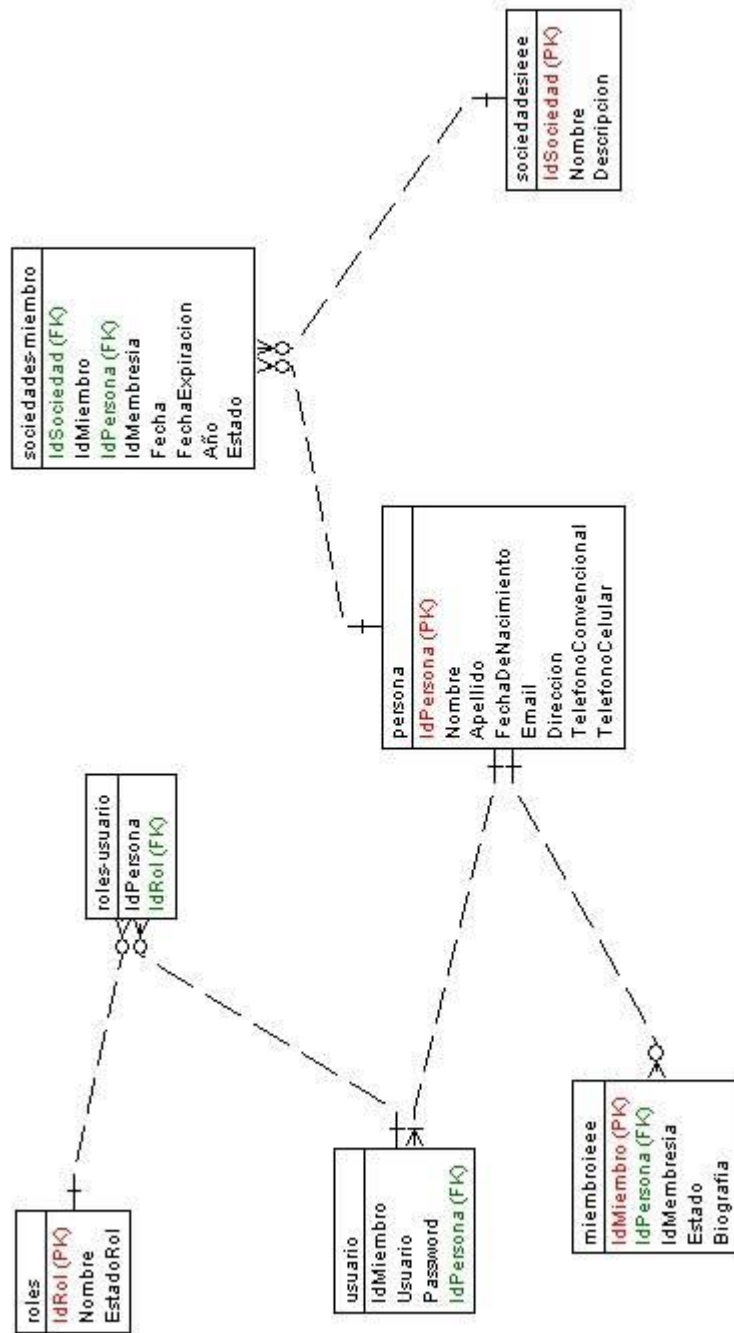 roles
IdRol (PK)
Nombre
EstadoRol
roles-usuario
IdPersona
IdRol (FK)
sociedades-miembro
IdSociedad (FK)
IdMiembro
IdPersona (FK)
IdMembresia
Fecha
FechaExpiracion
Año
Estado
usuario
IdMiembro
Usuario
Password
IdPersona (FK)
persona
IdPersona (PK)
Nombre
Apellido
FechaDeNacimiento
Email
Direccion
TelefonoConvencional
TelefonoCelular
miembroieee
IdMiembro (PK)
IdPersona (FK)
IdMembresia
Estado
Biografia
sociedadesieee
IdSociedad (PK)
Nombre
Descripcion